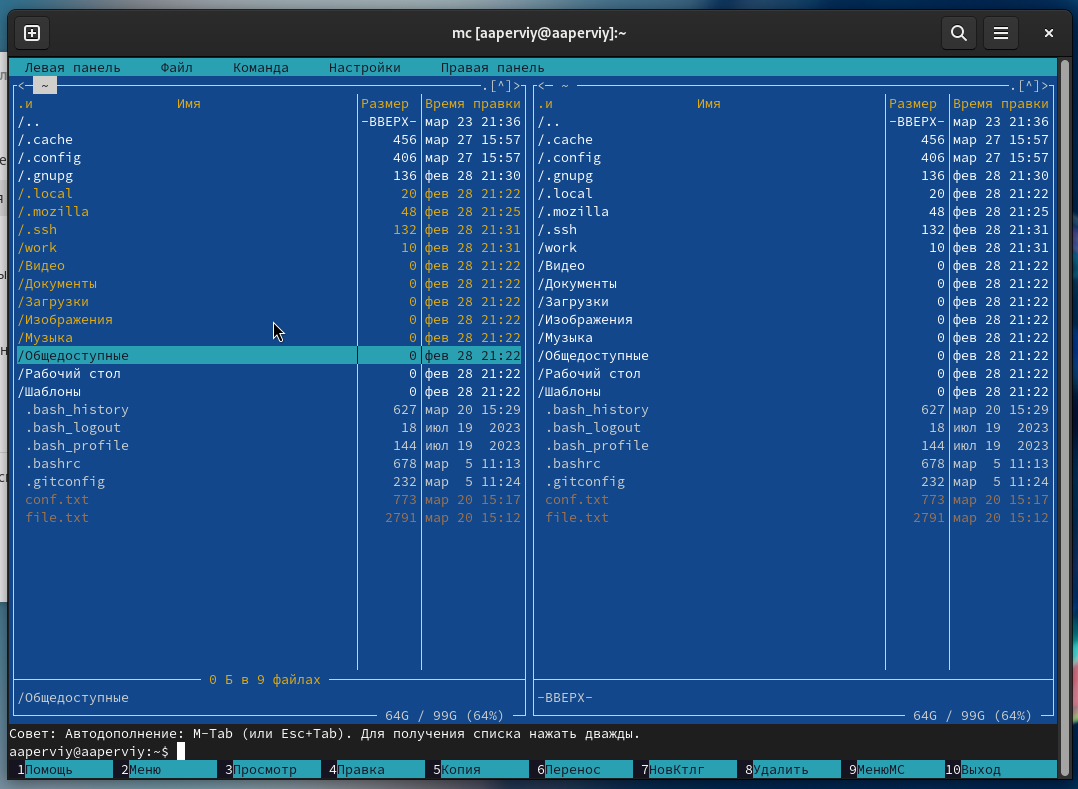 mc [aaperviy@aaperviy]:~
Левая панель Файл Команда Настройки Правая панель
<─ ~ .[^]> <─ ~ .[^]>
.и Имя Размер Время правки .и Имя Размер Время правки
/.. -ВВЕРХ- мар 23 21:36 /.. -ВВЕРХ- мар 23 21:36
/.cache 456 мар 27 15:57 /.cache 456 мар 27 15:57
/.config 406 мар 27 15:57 /.config 406 мар 27 15:57
/.gnupg 136 фев 28 21:30 /.gnupg 136 фев 28 21:30
/.local 20 фев 28 21:22 /.local 20 фев 28 21:22
/.mozilla 48 фев 28 21:25 /.mozilla 48 фев 28 21:25
/.ssh 132 фев 28 21:31 /.ssh 132 фев 28 21:31
/work 10 фев 28 21:31 /work 10 фев 28 21:31
/Видео 0 фев 28 21:22 /Видео 0 фев 28 21:22
/Документы 0 фев 28 21:22 /Документы 0 фев 28 21:22
/Загрузки 0 фев 28 21:22 /Загрузки 0 фев 28 21:22
/Изображения 0 фев 28 21:22 /Изображения 0 фев 28 21:22
/Музыка 0 фев 28 21:22 /Музыка 0 фев 28 21:22
/Общедоступные 0 фев 28 21:22 /Общедоступные 0 фев 28 21:22
/Рабочий стол 0 фев 28 21:22 /Рабочий стол 0 фев 28 21:22
/Шаблоны 0 фев 28 21:22 /Шаблоны 0 фев 28 21:22
.bash_history 627 мар 20 15:29 .bash_history 627 мар 20 15:29
.bash_logout 18 июл 19 2023 .bash_logout 18 июл 19 2023
.bash_profile 144 июл 19 2023 .bash_profile 144 июл 19 2023
.bashrc 678 мар 5 11:13 .bashrc 678 мар 5 11:13
.gitconfig 232 мар 5 11:24 .gitconfig 232 мар 5 11:24
conf.txt 773 мар 20 15:17 conf.txt 773 мар 20 15:17
file.txt 2791 мар 20 15:12 file.txt 2791 мар 20 15:12
0 Б в 9 файлах
/Общедоступные -ВВЕРХ-
64G / 99G (64%) 64G / 99G (64%)
Совет: Автодополнение: M-Tab (или Esc+Tab). Для получения списка нажать дважды.
aaperviy@aaperviy:~$
1Помощь 2Меню 3Просмотр 4Правка 5Копия 6Перенос 7НовКтлг 8Удалить 9МенюМС 10Выход